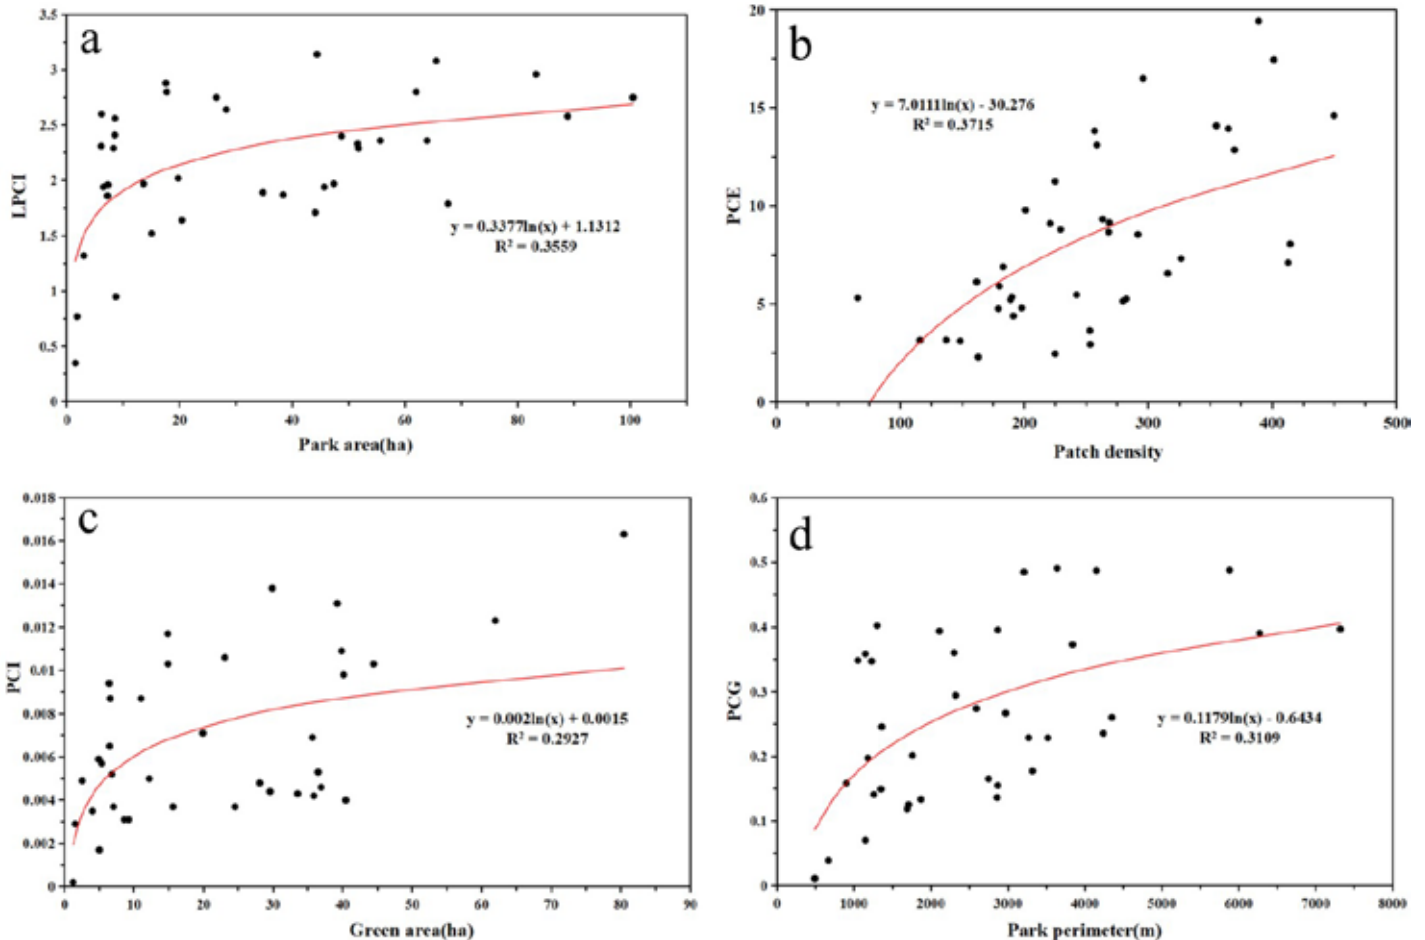 a
3.5
3
2.5
2
1.5
1
0.5
0
LPCI
y = 0.3377ln(x) + 1.1312
R² = 0.3559
0 20 40 60 80 100
Park area(ha)
b
20
15
10
5
0
PCE
y = 7.0111ln(x) - 30.276
R² = 0.3715
0 100 200 300 400 5000
Patch density
c
0.018
0.016
0.014
0.012
0.01
0.008
0.006
0.004
0.002
0
PCI
y = 0.002ln(x) + 0.0015
R² = 0.2927
0 10 20 30 40 50 60 70 80 90
Green area(ha)
d
0.6
0.5
0.4
0.3
0.2
0.1
0
PCG
y = 0.1179ln(x) - 0.6434
R² = 0.3109
0 1000 2000 3000 4000 5000 6000 7000 8000
Park perimeter(m)